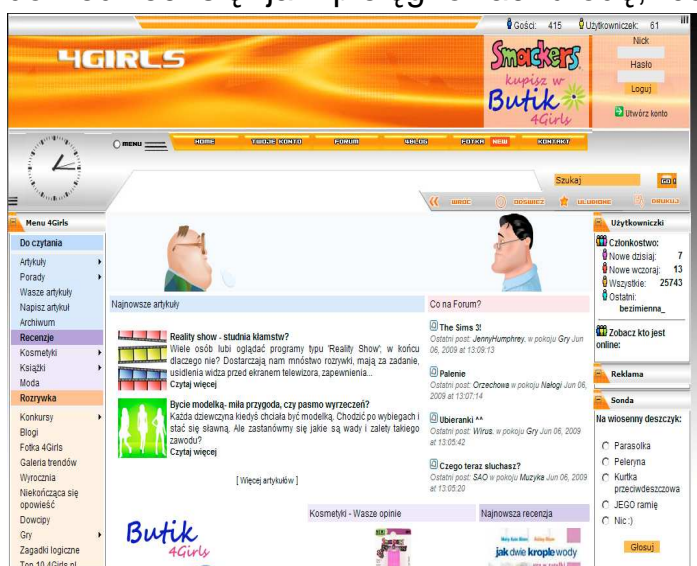 Gości: 415 Użytkowniczek: 61
4GIRLS
Smackers
kupisz w
Butik
4Girls
Nick
Hasło
Loguj
Utwórz konto
MENU
HOME TWOJE KONTO FORUM 4BLOG FOTKA NEW KONTAKT
Szukaj GO
WROC ODSWIEZ ULUBIONE DRUKUJ
Menu 4Girls
Do czytania
Artykuły
Porady
Wasze artykuły
Napisz artykuł
Archiwum
Recenzje
Kosmetyki
Książki
Moda
Rozrywka
Konkursy
Blogi
Fotka 4Girls
Galeria trendów
Wyrocznia
Niekończąca się
opowieść
Dowcipy
Gry
Zagadki logiczne
Top 10 4Girls.pl
Najnowsze artykuły
Reality show - studnia kłamstw?
Wiele osób lubi oglądać programy typu 'Reality Show', w końcu
dlaczego nie? Dostarczają nam mnóstwo rozywki, mają za zadanie,
usidlenia widza przed ekranem telewizora, zapewnienia...
Czytaj więcej
Bycie modelką- miła przygoda, czy pasmo wyrzeczeń?
Każda dziewczyna kiedyś chciała być modelką. Chodzić po wybiegach i
stać się sławną. Ale zastanówmy się jakie są wady i zalety takiego
zawodu?
Czytaj więcej
[ Więcej artykułów ]
Co na Forum?
The Sims 3!
Ostatni post: JennyHumphrey. w pokoju Gry Jun
06, 2009 at 13:09:13
Palenie
Ostatni post: Orzechowa w pokoju Nałogi Jun 06,
2009 at 13:07:14
Ubieranki ^^
Ostatni post: Wirus. w pokoju Gry Jun 06, 2009
at 13:05:42
Czego teraz słuchasz?
Ostatni post: SAO w pokoju Muzyka Jun 06, 2009
at 13:05:20
Butik
4Girls
Kosmetyki - Wasze opinie
Najnowsza recenzja
jak dwie krople wody
Użytkowniczki
Członkostwo:
Nowe dzisiaj: 7
Nowe wczoraj: 13
Wszystkie: 25743
Ostatni:
bezimienna_
Zobacz kto jest
online:
Reklama
Sonda
Na wiosenny deszczyk:
Parasolka
Peleryna
Kurtka
przeciwdeszczowa
JEGO ramię
Nic :)
Głosuj